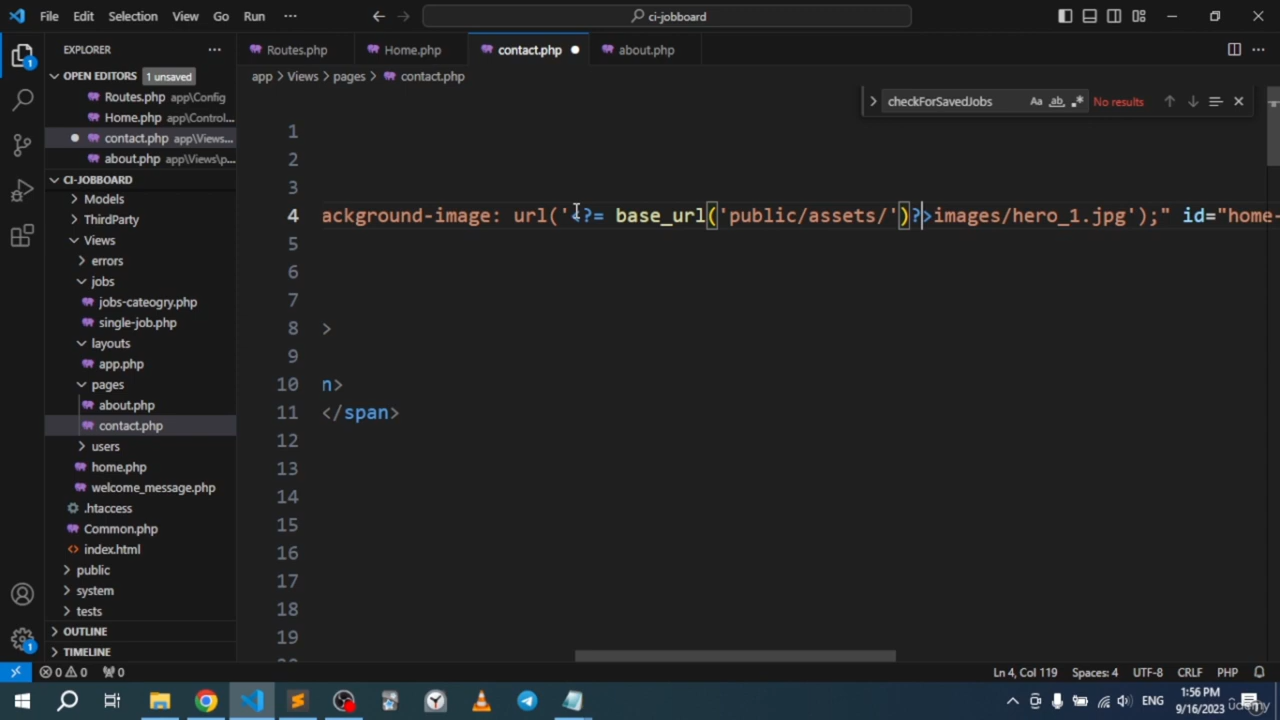 File Edit Selection View Go Run ··· ci-jobboard
EXPLORER ···
Routes.php Home.php contact.php about.php
OPEN EDITORS 1 unsaved
Routes.php app\Config
Home.php app\Control...
contact.php app\Views...
about.php app\Views\p...
CI-JOBBOARD
Models
ThirdParty
Views
errors
jobs
jobs-cateogry.php
single-job.php
layouts
app.php
pages
about.php
contact.php
users
home.php
welcome_message.php
.htaccess
Common.php
index.html
public
system
tests
OUTLINE
TIMELINE
app > Views > pages > contact.php
checkForSavedJobs Aa ab .* No results
1
2
3
4 ackground-image: url('<?= base_url('public/assets/')?>images/hero_1.jpg');" id="home-
5
6
7
8 >
9
10 n>
11 </span>
12
13
14
15
16
17
18
19
0 0 0 Ln 4, Col 119 Spaces: 4 UTF-8 CRLF PHP
ENG 1:56 PM
9/16/2023
udemy